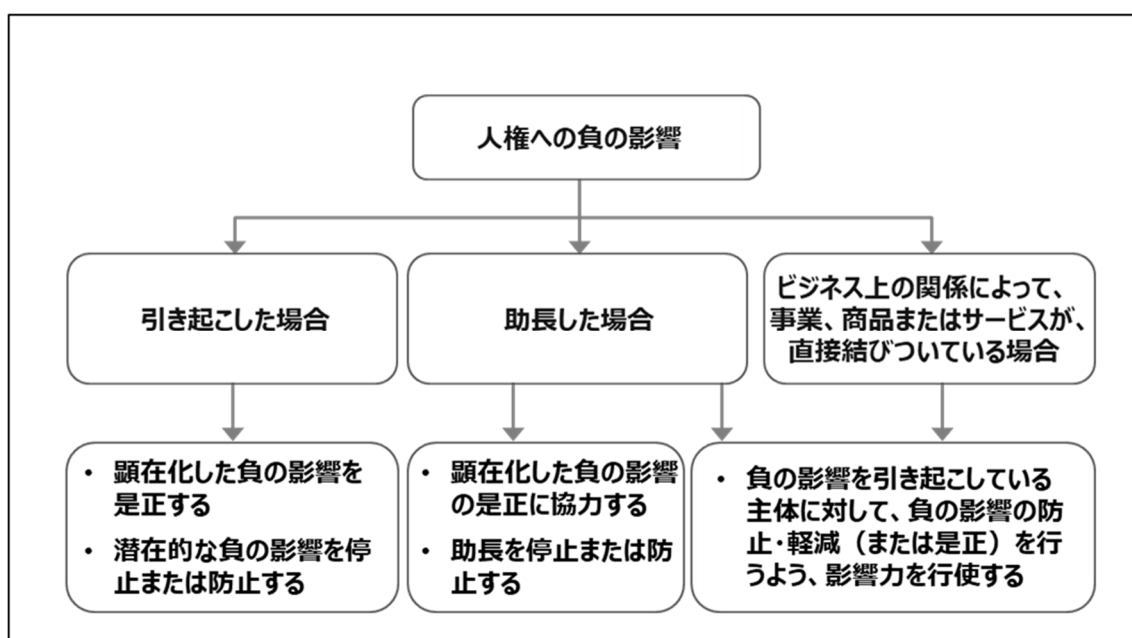 人権への負の影響
引き起こした場合
助長した場合
ビジネス上の関係によって、
事業、商品またはサービスが、
直接結びついている場合
• 顕在化した負の影響を
是正する
• 潜在的な負の影響を停
止または防止する
• 顕在化した負の影響
の是正に協力する
• 助長を停止または防
止する
• 負の影響を引き起こしている
主体に対して、負の影響の防
止・軽減（または是正）を行
うよう、影響力を行使する